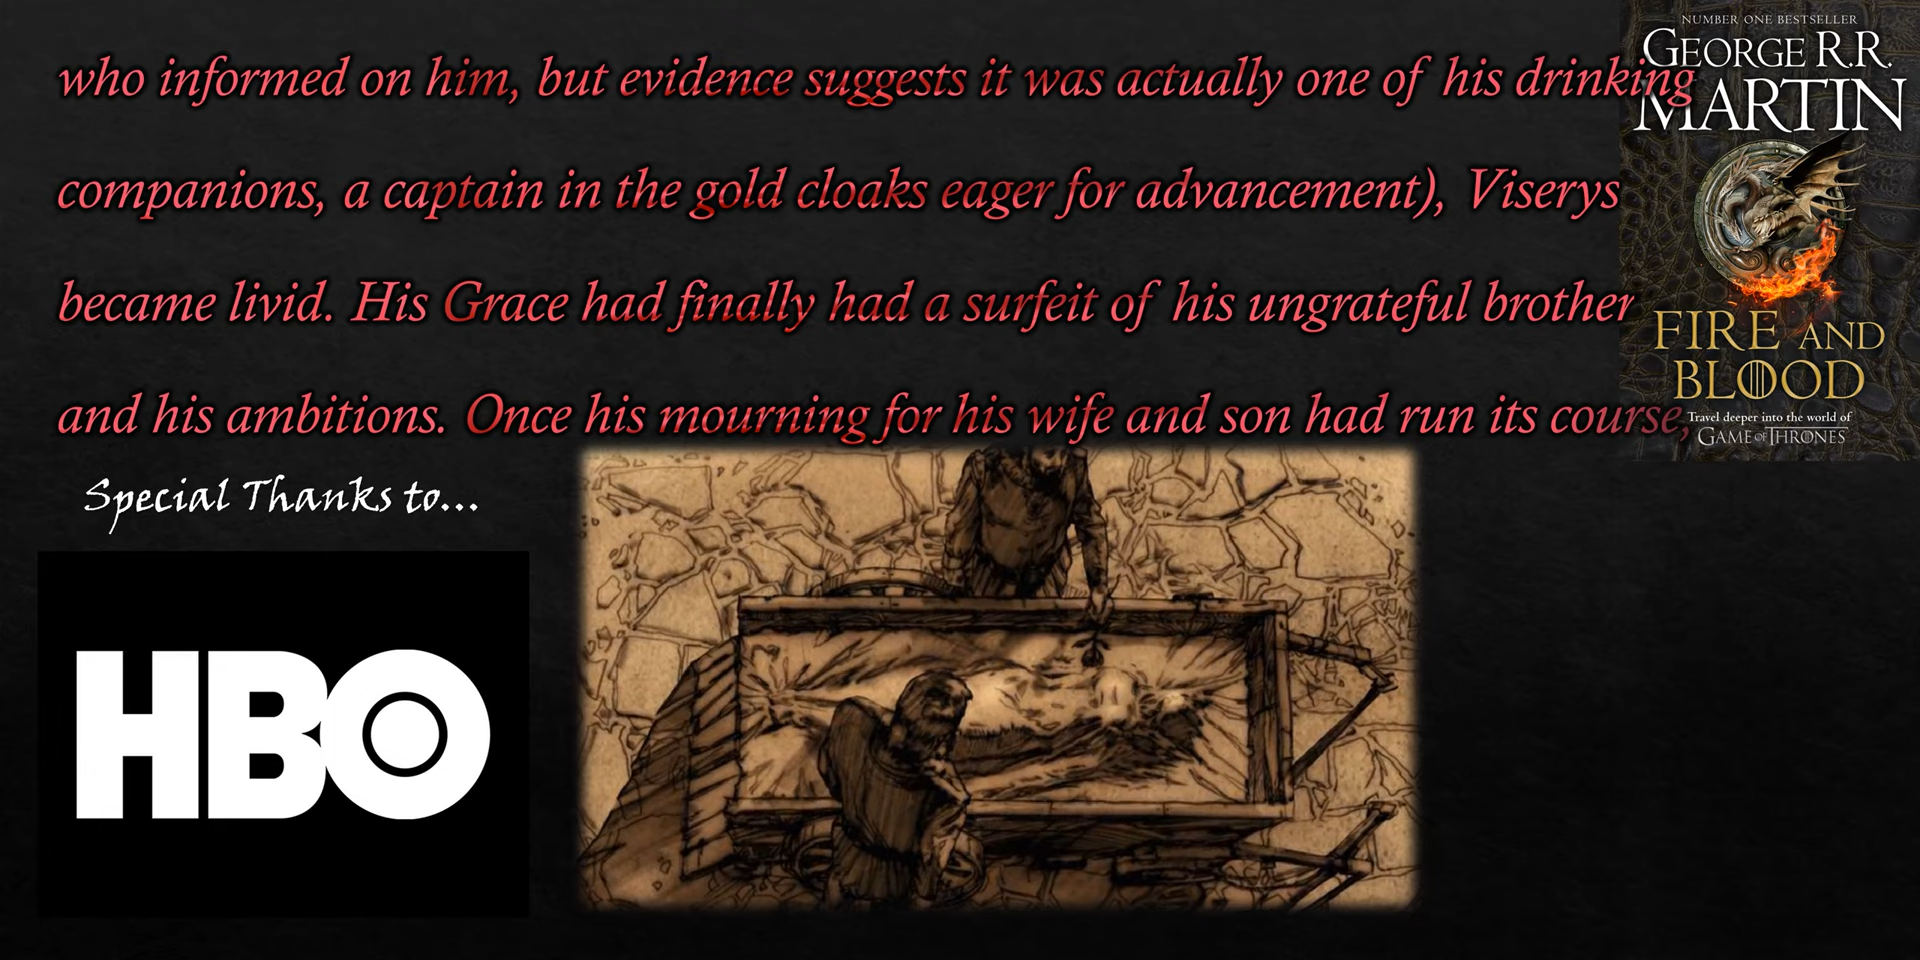 who informed on him, but evidence suggests it was actually one of his drinking
companions, a captain in the gold cloaks eager for advancement), Viserys
became livid. His Grace had finally had a surfeit of his ungrateful brother
and his ambitions. Once his mourning for his wife and son had run its course,
NUMBER ONE BESTSELLER
GEORGE R.R.
MARTIN
FIRE AND
BLOOD
Travel deeper into the world of
GAME OF THRONES
Special Thanks to...
HBO